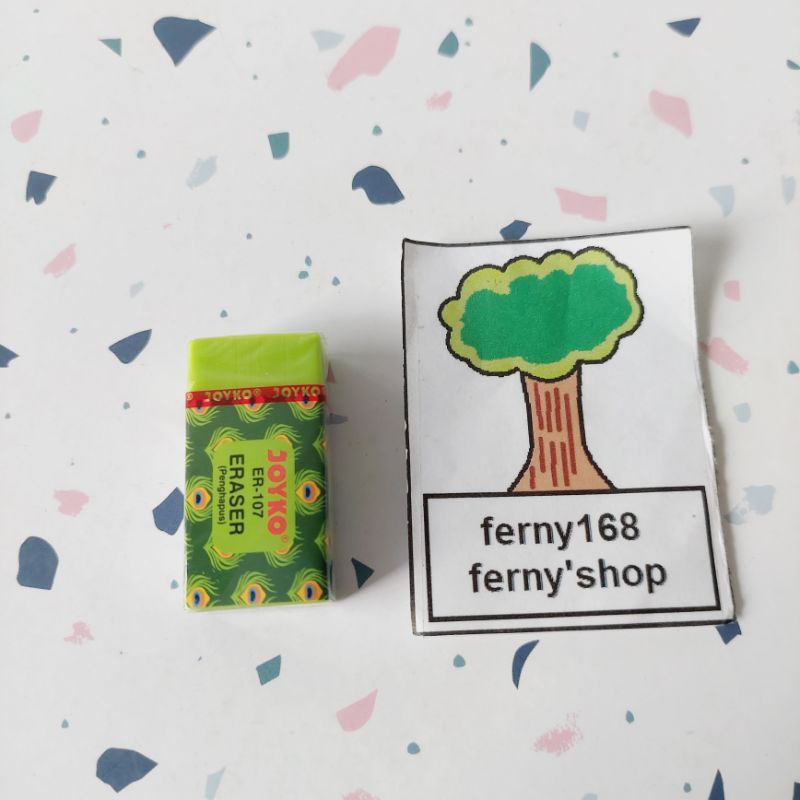 JOYKO® JOYKO
JOYKO®
ER-107
ERASER
(Penghapus)
ferny168
ferny'shop